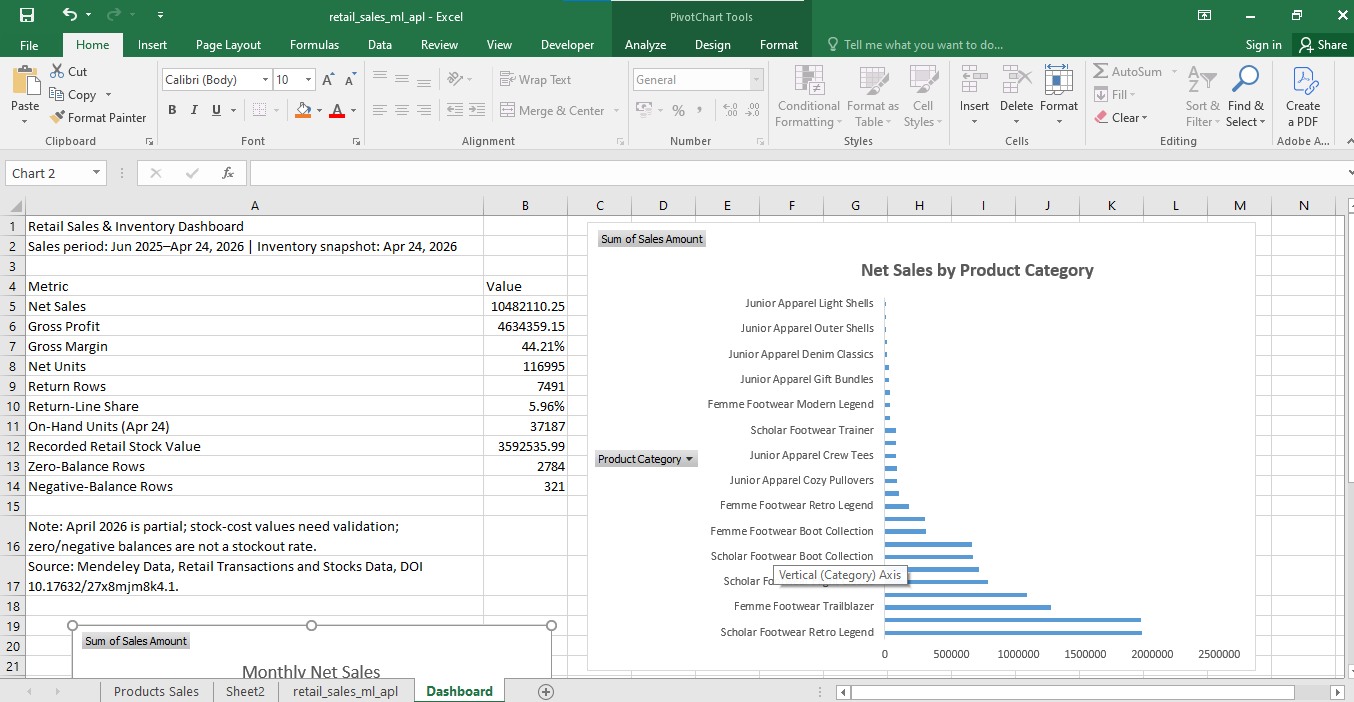 retail_sales_ml_apl - Excel
PivotChart Tools
File Home Insert Page Layout Formulas Data Review View Developer Analyze Design Format Tell me what you want to do... Sign in Share
Paste
Cut
Copy
Format Painter
Clipboard
Calibri (Body) 10
B I U
Font
Wrap Text
Merge & Center
Alignment
General
%
Number
Conditional Formatting
Format as Table
Cell Styles
Styles
Insert
Delete
Format
Cells
AutoSum
Fill
Clear
Sort & Filter
Find & Select
Editing
Create a PDF
Adobe A...
Chart 2
fx
A B C D E F G H I J K L M N
1 Retail Sales & Inventory Dashboard
2 Sales period: Jun 2025–Apr 24, 2026 | Inventory snapshot: Apr 24, 2026
3
4 Metric Value
5 Net Sales 10482110.25
6 Gross Profit 4634359.15
7 Gross Margin 44.21%
8 Net Units 116995
9 Return Rows 7491
10 Return-Line Share 5.96%
11 On-Hand Units (Apr 24) 37187
12 Recorded Retail Stock Value 3592535.99
13 Zero-Balance Rows 2784
14 Negative-Balance Rows 321
15
Note: April 2026 is partial; stock-cost values need validation;
16 zero/negative balances are not a stockout rate.
Source: Mendeley Data, Retail Transactions and Stocks Data, DOI
17 10.17632/27x8mjm8k4.1.
18
19
20
21
Sum of Sales Amount
Monthly Net Sales
Sum of Sales Amount
Net Sales by Product Category
Product Category
Junior Apparel Light Shells
Junior Apparel Outer Shells
Junior Apparel Denim Classics
Junior Apparel Gift Bundles
Femme Footwear Modern Legend
Scholar Footwear Trainer
Junior Apparel Crew Tees
Junior Apparel Cozy Pullovers
Femme Footwear Retro Legend
Femme Footwear Boot Collection
Scholar Footwear Boot Collection
Vertical (Category) Axis
Scholar
Femme Footwear Trailblazer
Scholar Footwear Retro Legend
0 500000 1000000 1500000 2000000 2500000
Products Sales Sheet2 retail_sales_ml_apl Dashboard